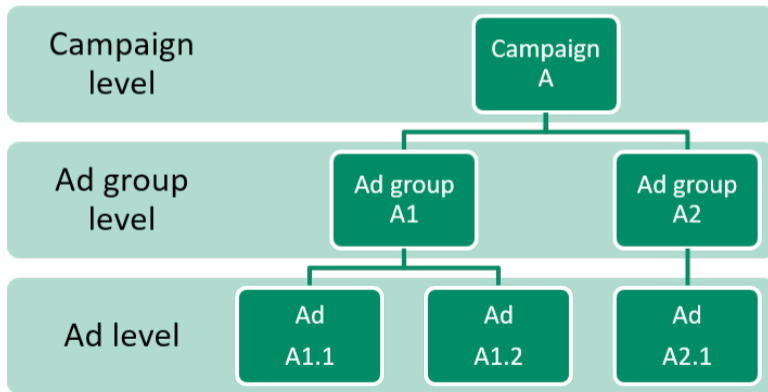 Campaign
level
Campaign
A
Ad group
level
Ad group
A1
Ad group
A2
Ad level
Ad
A1.1
Ad
A1.2
Ad
A2.1